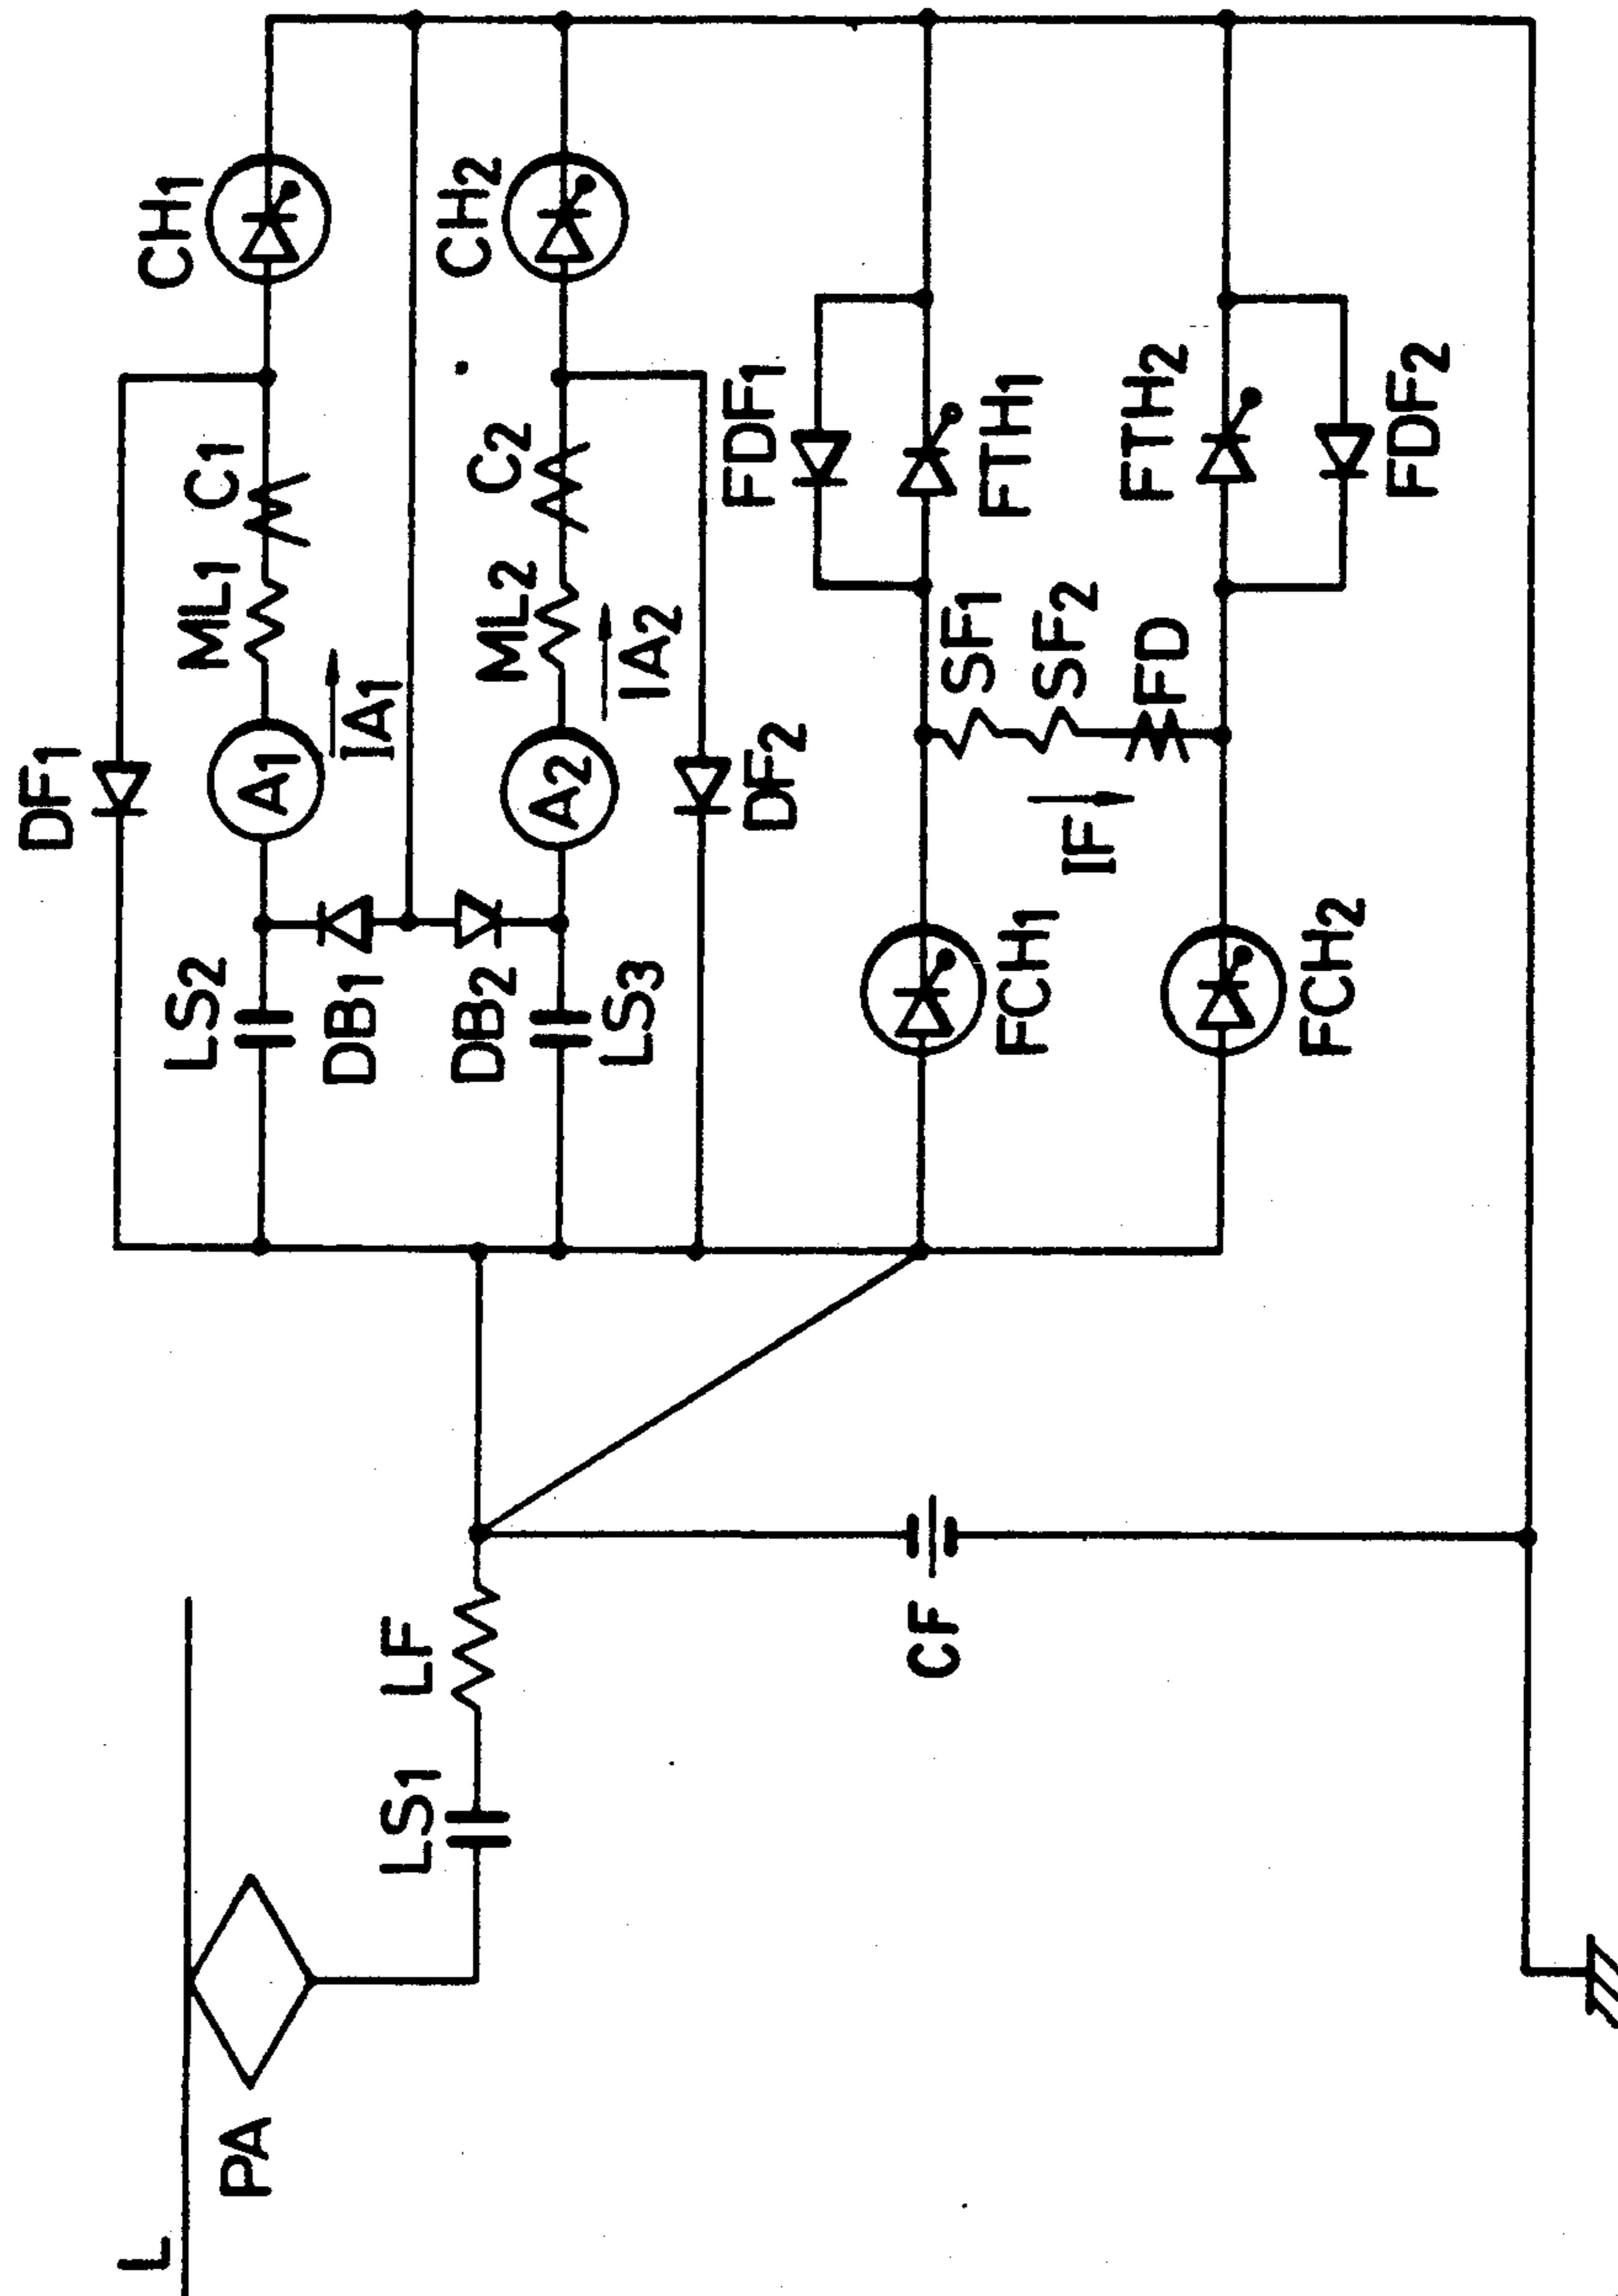 L
PA
LS1
LF
CF
DF1
LS2
A1
IA1
ML1
C1
CH1
DB1
DB2
LS3
A2
IA2
ML2
C2
CH2
DF2
FCH1
FCH2
IF
SF1
SF2
FD
FDF1
FTH1
FTH2
FDF2